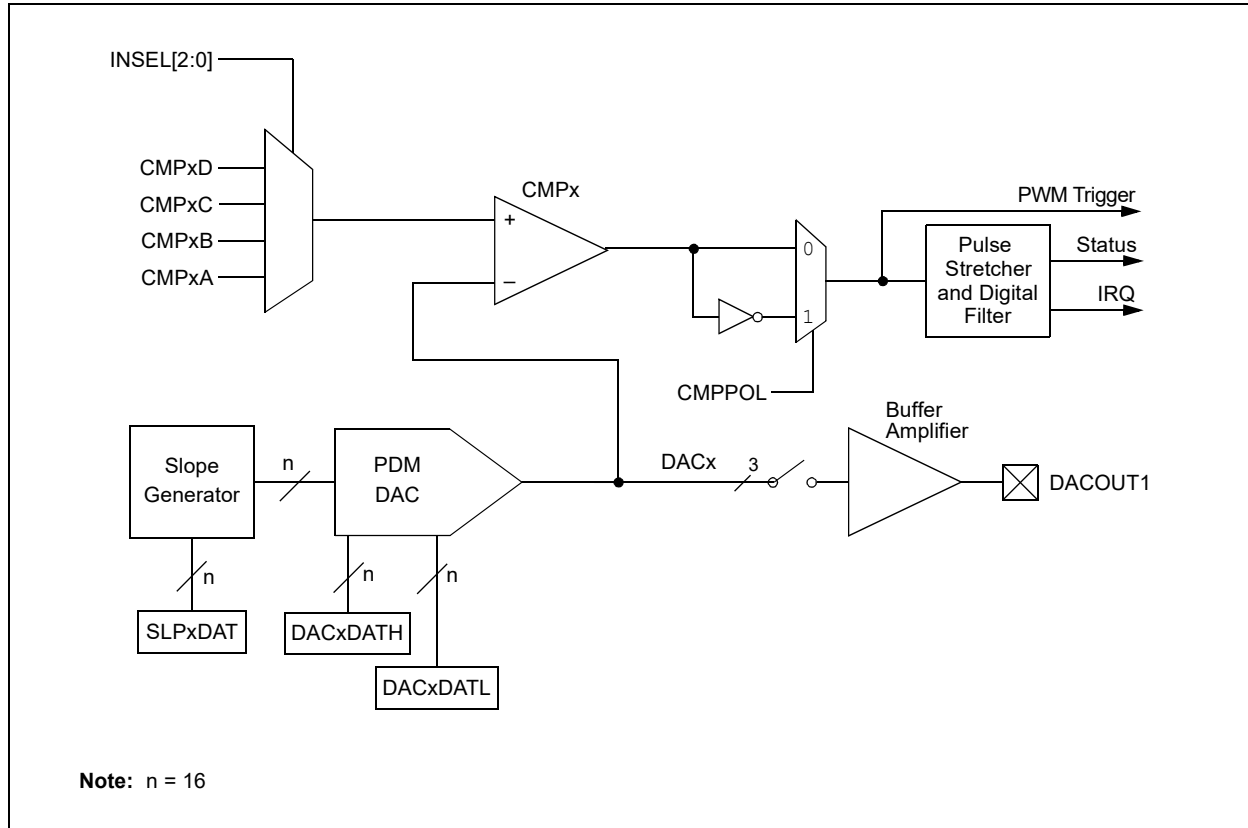 INSEL[2:0]
CMPxD
CMPxC
CMPxB
CMPxA
CMPx
+
–
0
1
CMPPOL
PWM Trigger
Pulse
Stretcher
and Digital
Filter
Status
IRQ
Slope
Generator
n
PDM
DAC
DACx
3
Buffer
Amplifier
DACOUT1
n
SLPxDAT
n
DACxDATH
n
DACxDATL
Note: n = 16